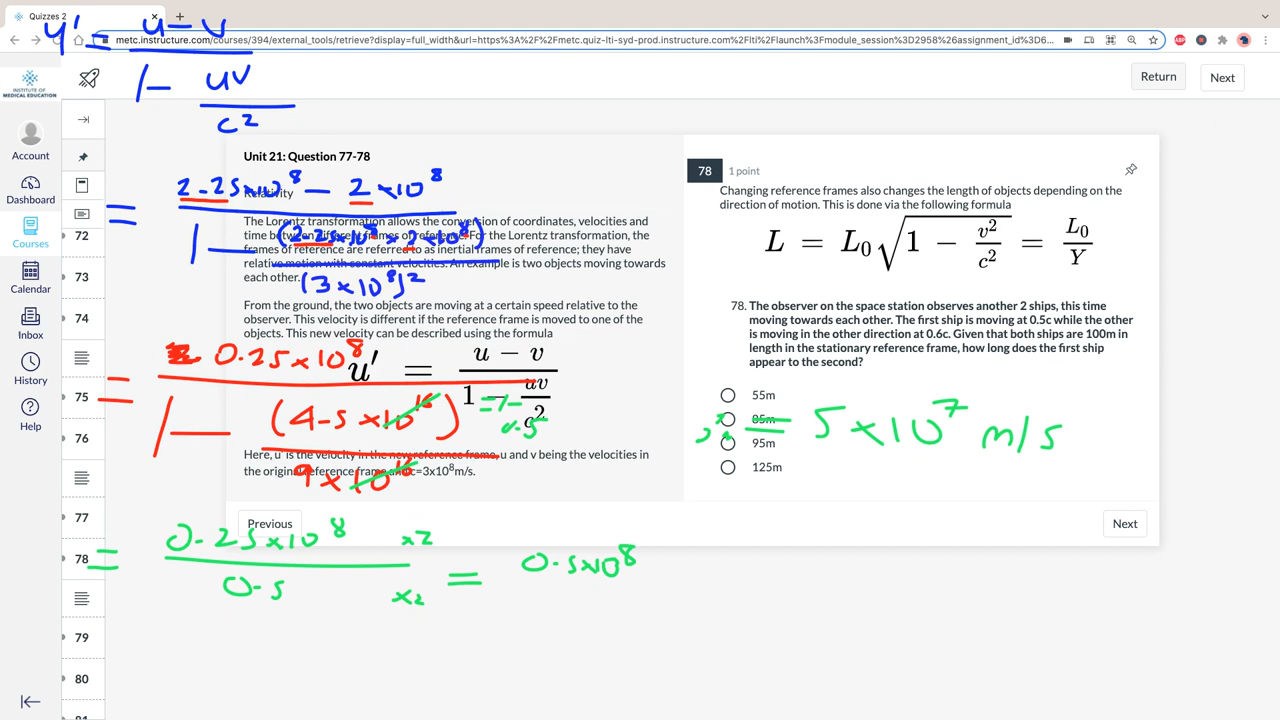 Quizzes 2
metc.instructure.com/courses/394/external_tools/retrieve?display=full_width&url=https%3A%2F%2Fmetc.quiz-lti-syd-prod.instructure.com%2Flti%2Flaunch%3Fmodule_session%3D2958%26assignment_id%3D6...
u' = u - v
1 - uv
c²
INSTITUTE OF
MEDICAL EDUCATION
Return
Next
Account
Dashboard
Courses
Calendar
Inbox
History
Help
72
73
74
75
76
77
78
79
80
81
Unit 21: Question 77-78
Relativity
The Lorentz transformation allows the conversion of coordinates, velocities and
time between different frames of reference. For the Lorentz transformation, the
frames of reference are referred to as inertial frames of reference; they have
relative motion with constant velocities. An example is two objects moving towards
each other.
From the ground, the two objects are moving at a certain speed relative to the
observer. This velocity is different if the reference frame is moved to one of the
objects. This new velocity can be described using the formula
u' = u − v
1 − uv
c²
Here, u is the velocity in the new reference frame, u and v being the velocities in
the original reference frame and c=3x10⁸m/s.
Previous
= 2.25×10⁸ - 2×10⁸
1 - (2.25×10⁸ × 2×10⁸)
(3×10⁸)²
= 0.25×10⁸
1 - (4.5×10¹⁶)
9×10¹⁶
=1-
0.5
= 0.25×10⁸ ×2
0.5 ×2
= 0.5×10⁸
78
1 point
Changing reference frames also changes the length of objects depending on the
direction of motion. This is done via the following formula
L = L₀√1 − v²/c² = L₀/Y
78. The observer on the space station observes another 2 ships, this time
moving towards each other. The first ship is moving at 0.5c while the other
is moving in the other direction at 0.6c. Given that both ships are 100m in
length in the stationary reference frame, how long does the first ship
appear to the second?
55m
85m
95m
125m
= 5×10⁷ m/s
Next